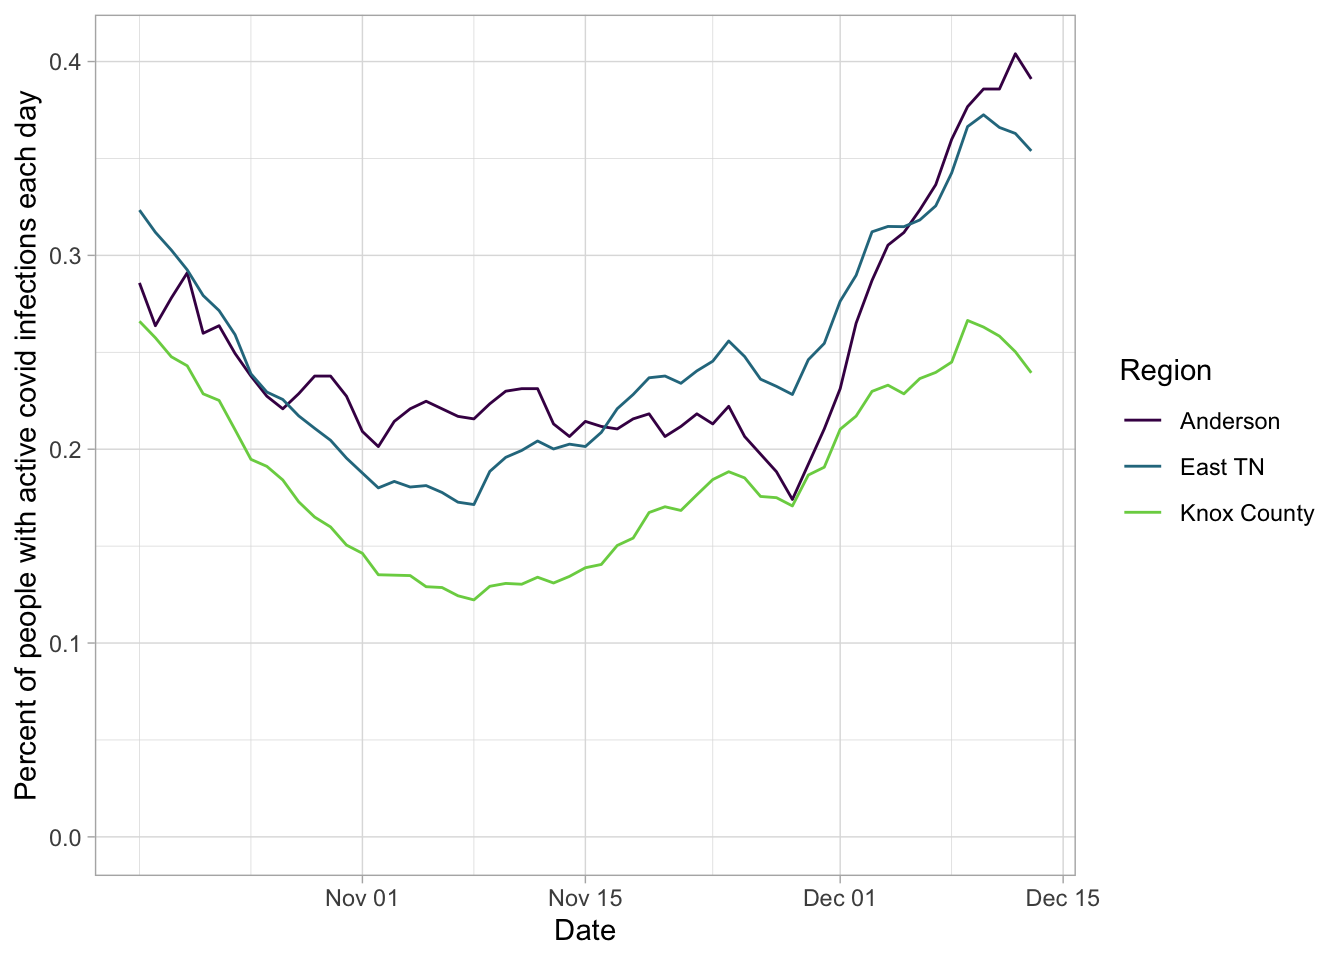 Percent of people with active covid infections each day
0.4
0.3
0.2
0.1
0.0
Nov 01 Nov 15 Dec 01 Dec 15
Date
Region
Anderson
East TN
Knox County